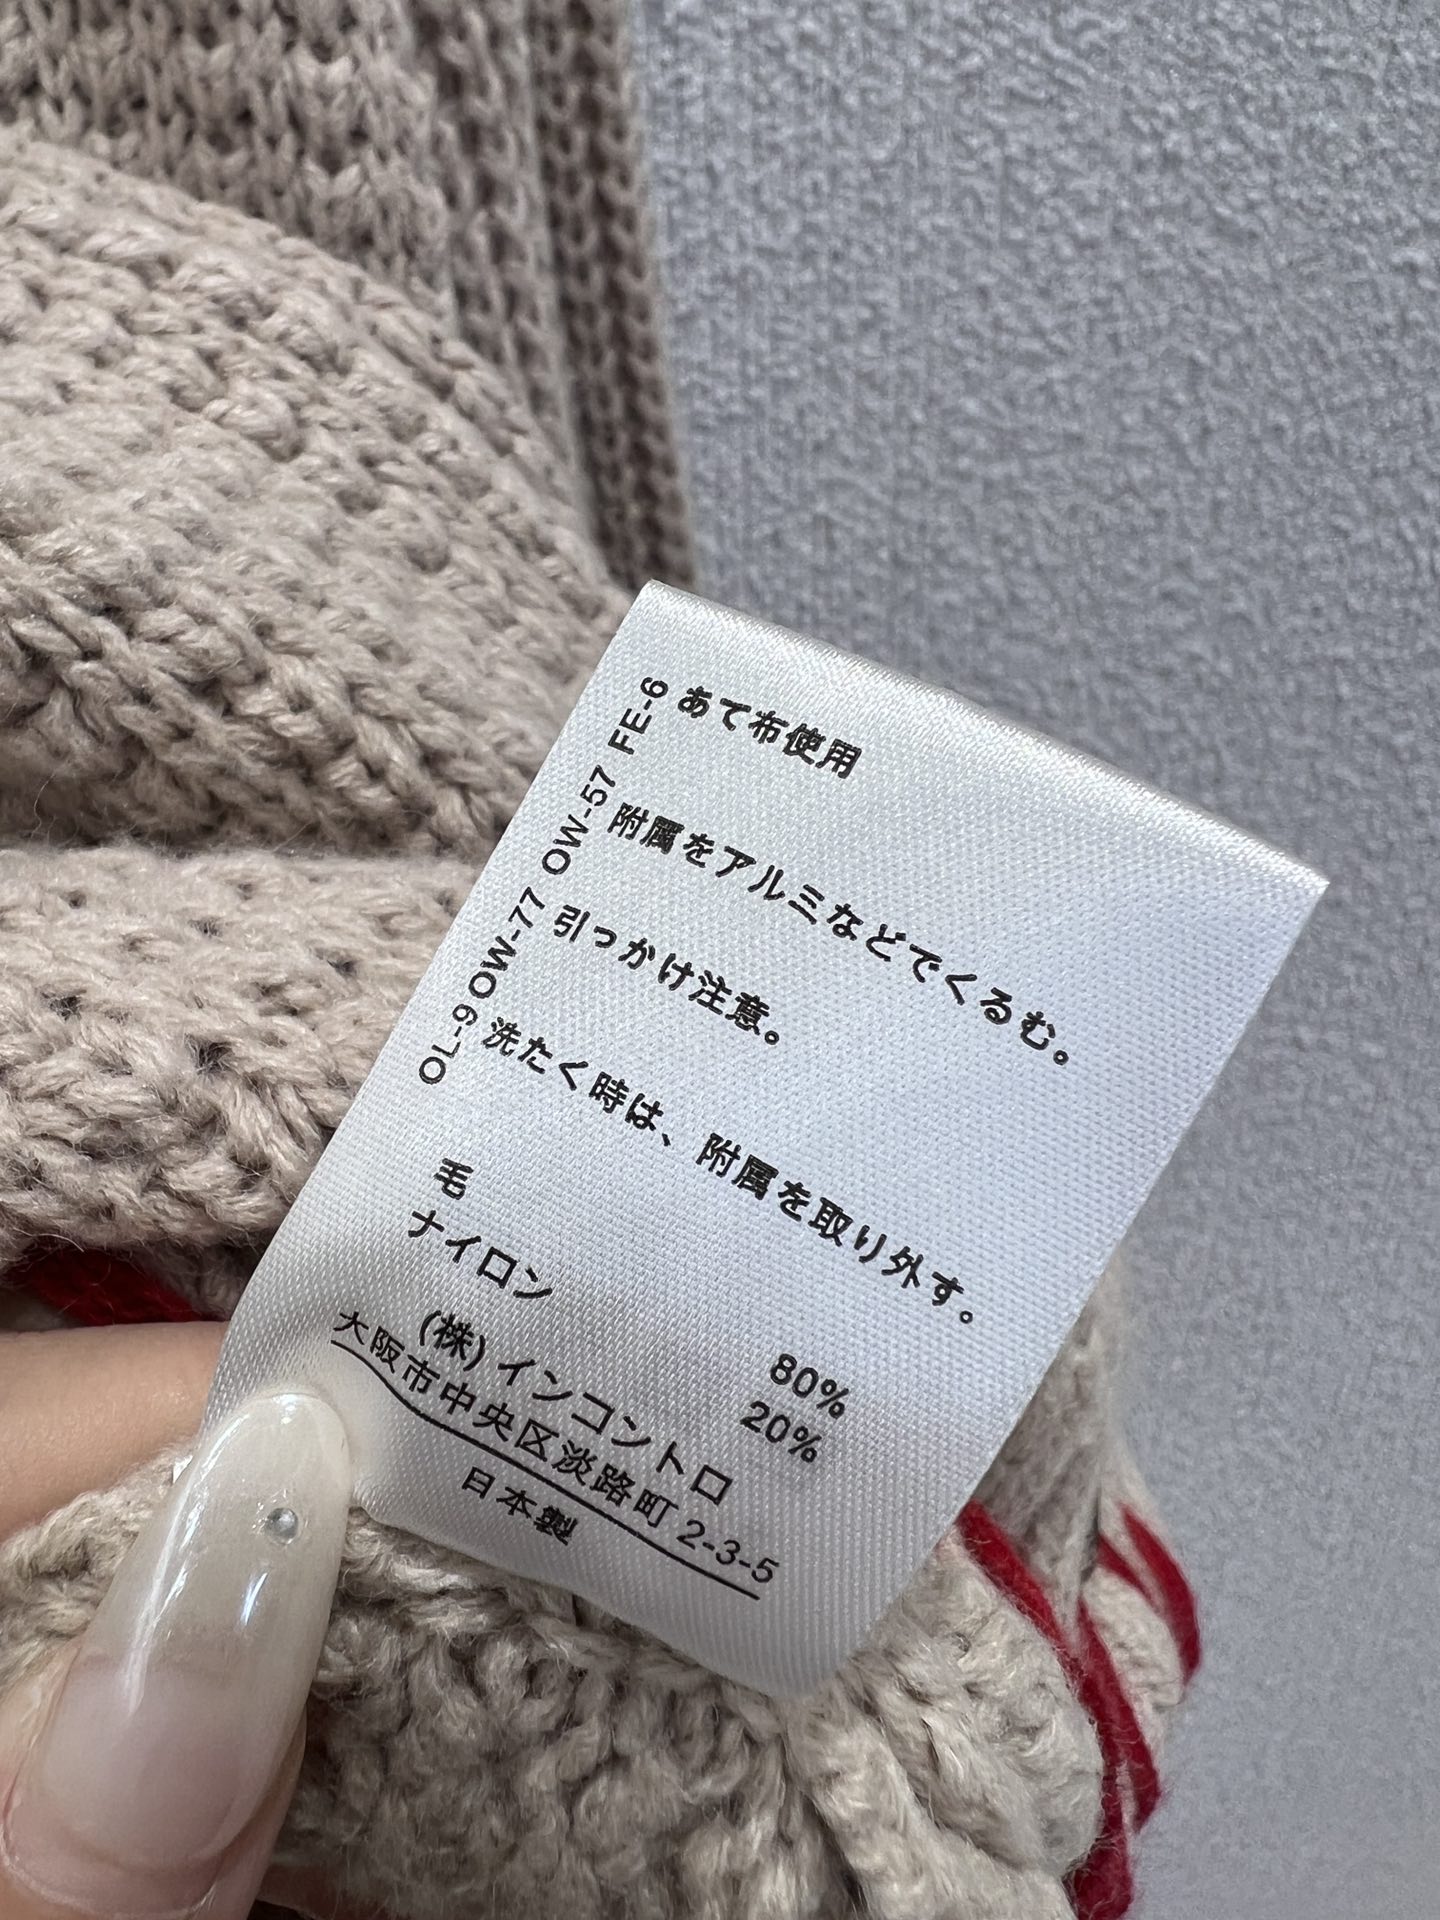 あて布使用
附属をアルミなどでくるむ。
引っかけ注意。
洗たく時は、附属を取り外す。
OL-9 OW-77 OW-57 FE-6
毛 80%
ナイロン 20%
(株)インコントロ
大阪市中央区淡路町 2-3-5
日本製